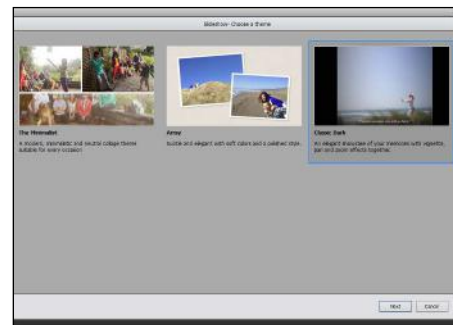 Slideshow- Choose a theme
The Minimalist
A modern, minimalistic and neutral collage theme
suitable for every occasion
Array
Subtle and elegant with soft colors and a polished style.
Classic Dark
An elegant showcase of your memories with vignette,
pan and zoom effects together.
Next
Cancel